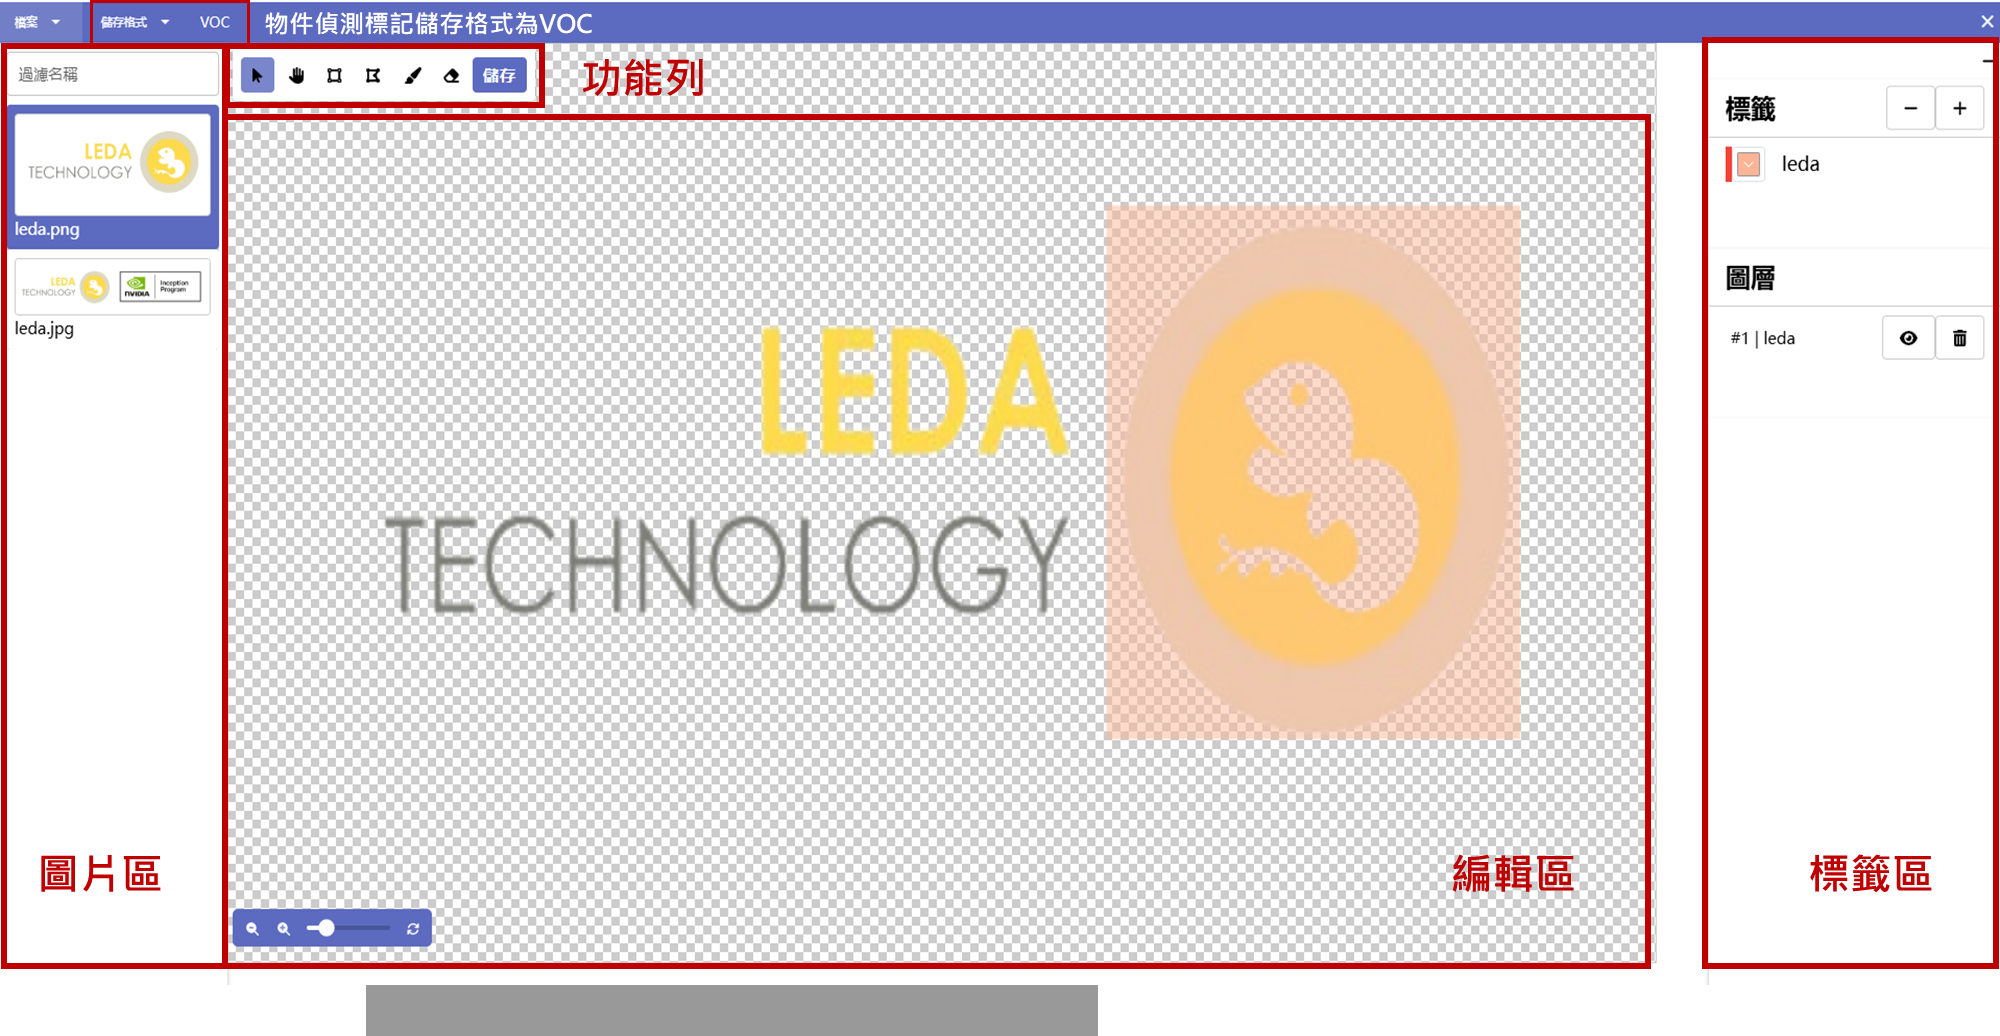 檔案
儲存格式 VOC
物件偵測標記儲存格式為VOC
過濾名稱
儲存
功能列
LEDA
TECHNOLOGY
leda.png
LEDA
TECHNOLOGY
NVIDIA
Inception
Program
leda.jpg
圖片區
LEDA
TECHNOLOGY
編輯區
標籤
leda
圖層
#1 | leda
標籤區